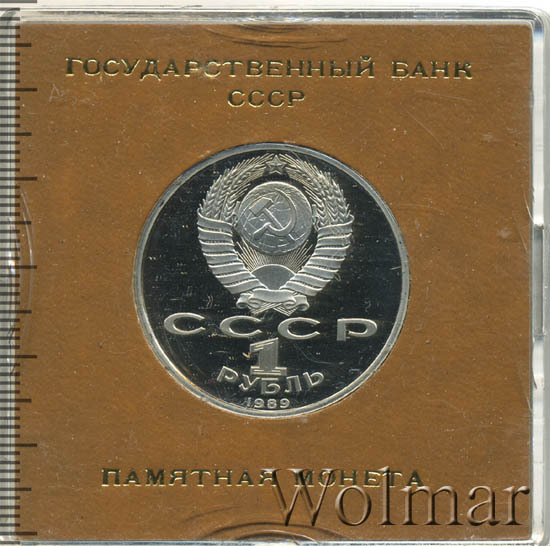 ГОСУДАРСТВЕННЫЙ БАНК
СССР
СССР
1
РУБЛЬ
1989
ПАМЯТНАЯ МОНЕТА
Wolmar